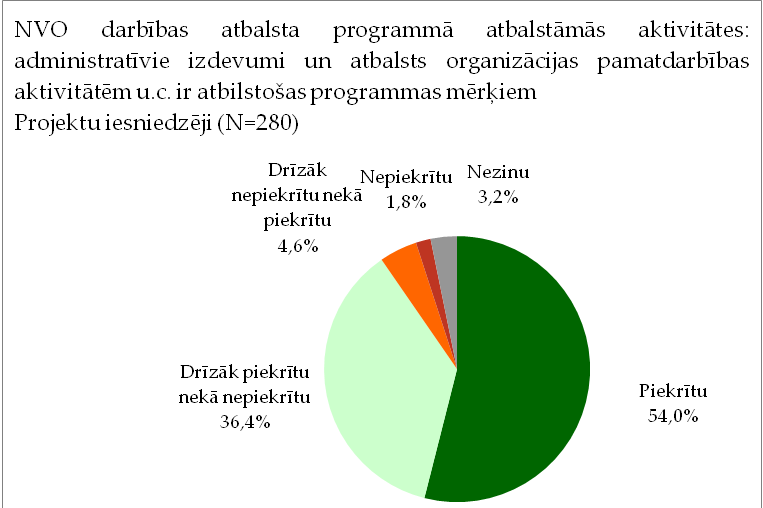 NVO darbības atbalsta programmā atbalstāmās aktivitātes:
administratīvie izdevumi un atbalsts organizācijas pamatdarbības
aktivitātēm u.c. ir atbilstošas programmas mērķiem
Projektu iesniedzēji (N=280)
Drīzāk
nepiekrītu nekā
piekrītu
4,6%
Nepiekrītu
1,8%
Nezinu
3,2%
Drīzāk piekrītu
nekā nepiekrītu
36,4%
Piekrītu
54,0%